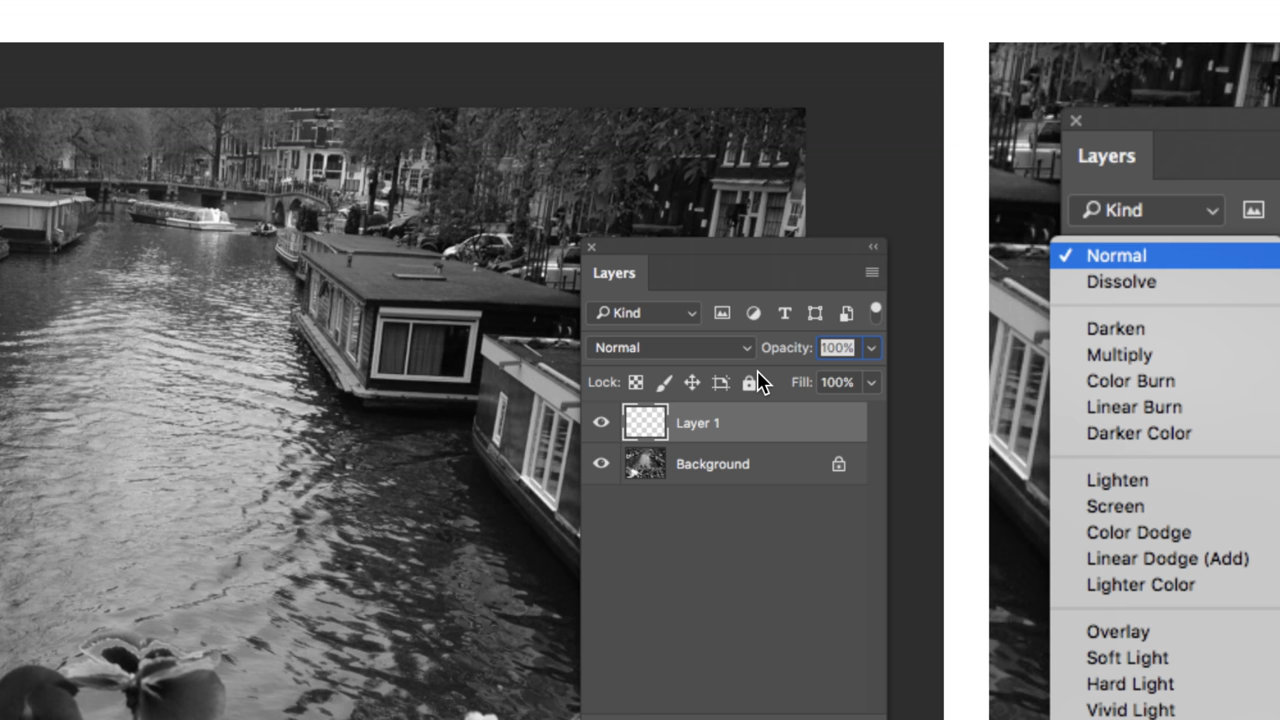 Layers
Kind
Normal Opacity: 100%
Lock: Fill: 100%
Layer 1
Background
Layers
Kind
Normal
Dissolve
Darken
Multiply
Color Burn
Linear Burn
Darker Color
Lighten
Screen
Color Dodge
Linear Dodge (Add)
Lighter Color
Overlay
Soft Light
Hard Light
Vivid Light